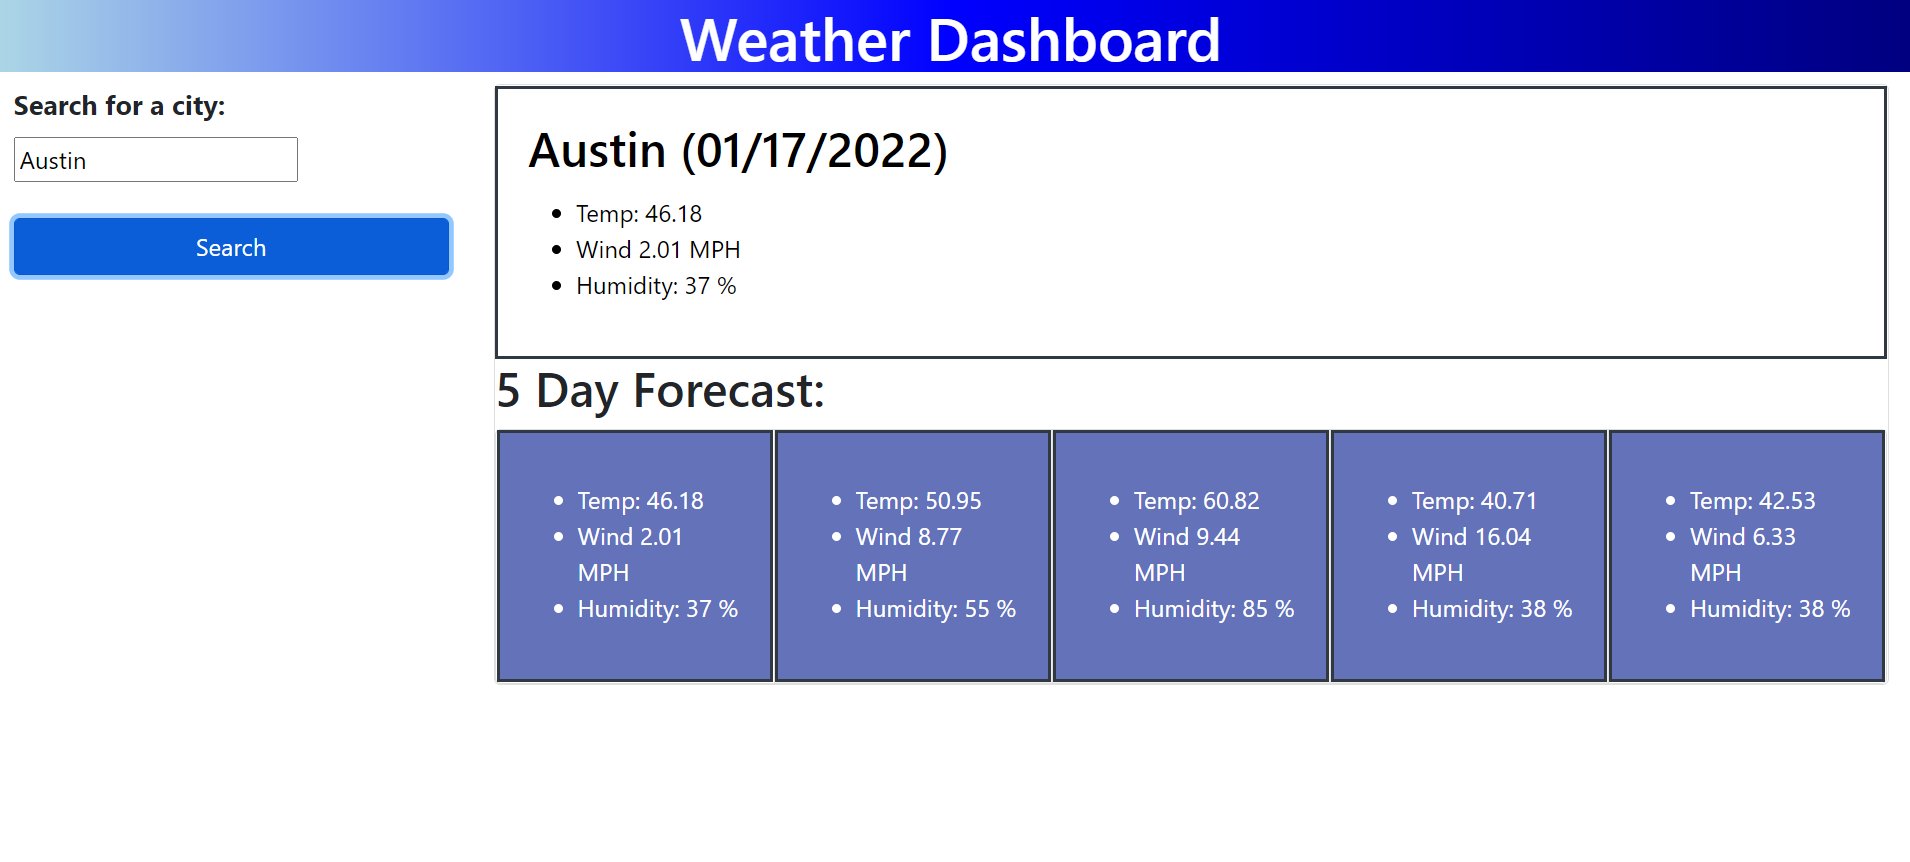 Weather Dashboard
Search for a city:
Austin
Search
Austin (01/17/2022)
Temp: 46.18
Wind 2.01 MPH
Humidity: 37 %
5 Day Forecast:
Temp: 46.18
Wind 2.01
MPH
Humidity: 37 %
Temp: 50.95
Wind 8.77
MPH
Humidity: 55 %
Temp: 60.82
Wind 9.44
MPH
Humidity: 85 %
Temp: 40.71
Wind 16.04
MPH
Humidity: 38 %
Temp: 42.53
Wind 6.33
MPH
Humidity: 38 %